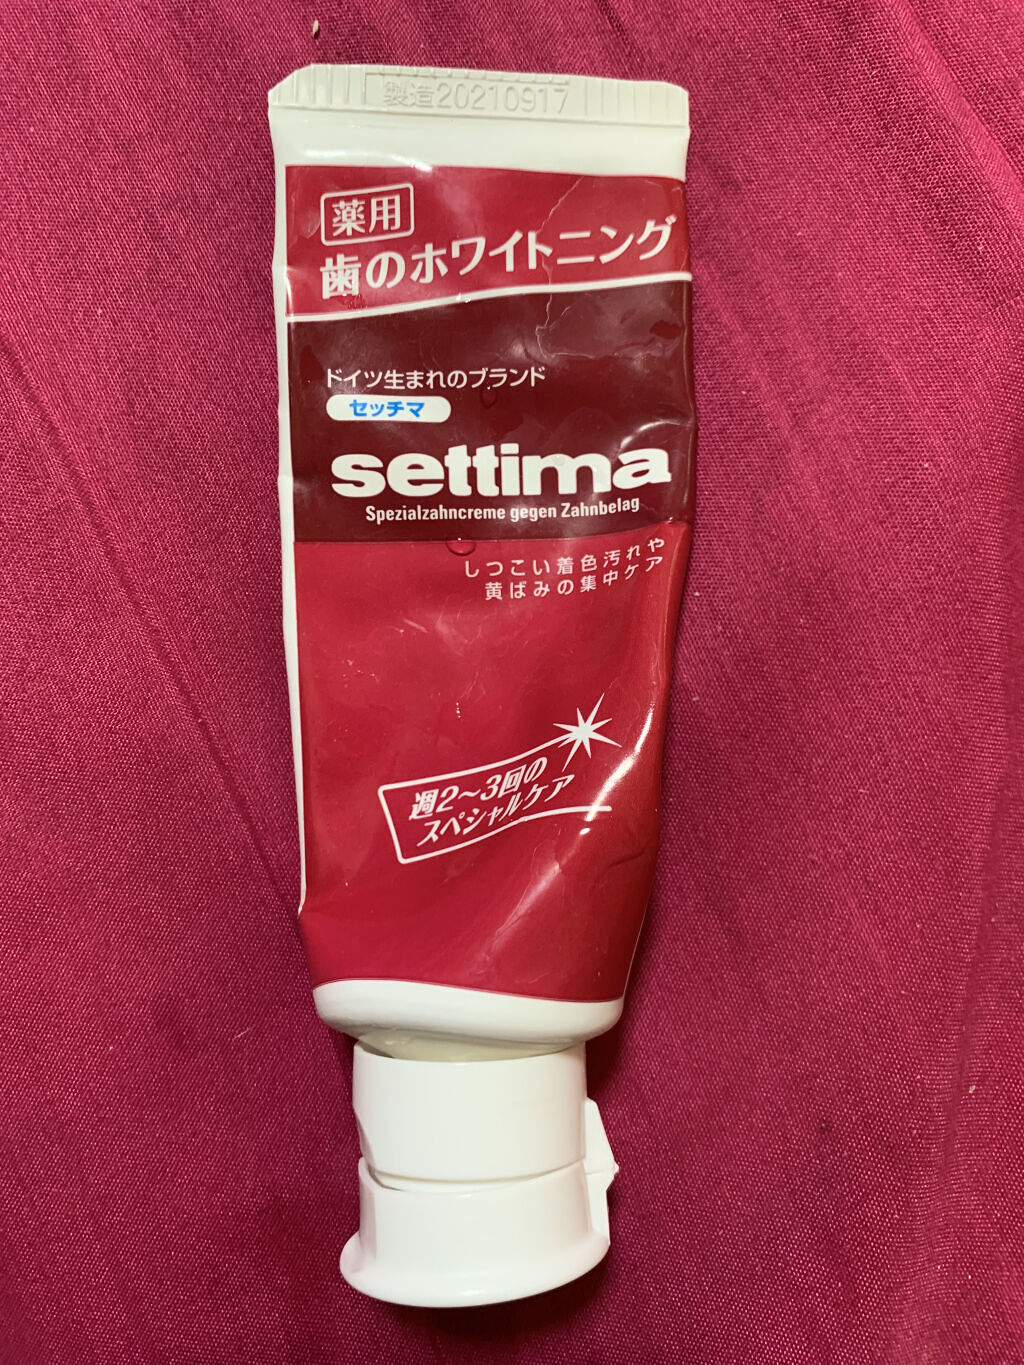 製造20210917
薬用
歯のホワイトニング
ドイツ生まれのブランド
セッチマ
settima
Spezialzahncreme gegen Zahnbelag
しつこい着色汚れや
黄ばみの集中ケア
週2~3回の
スペシャルケア